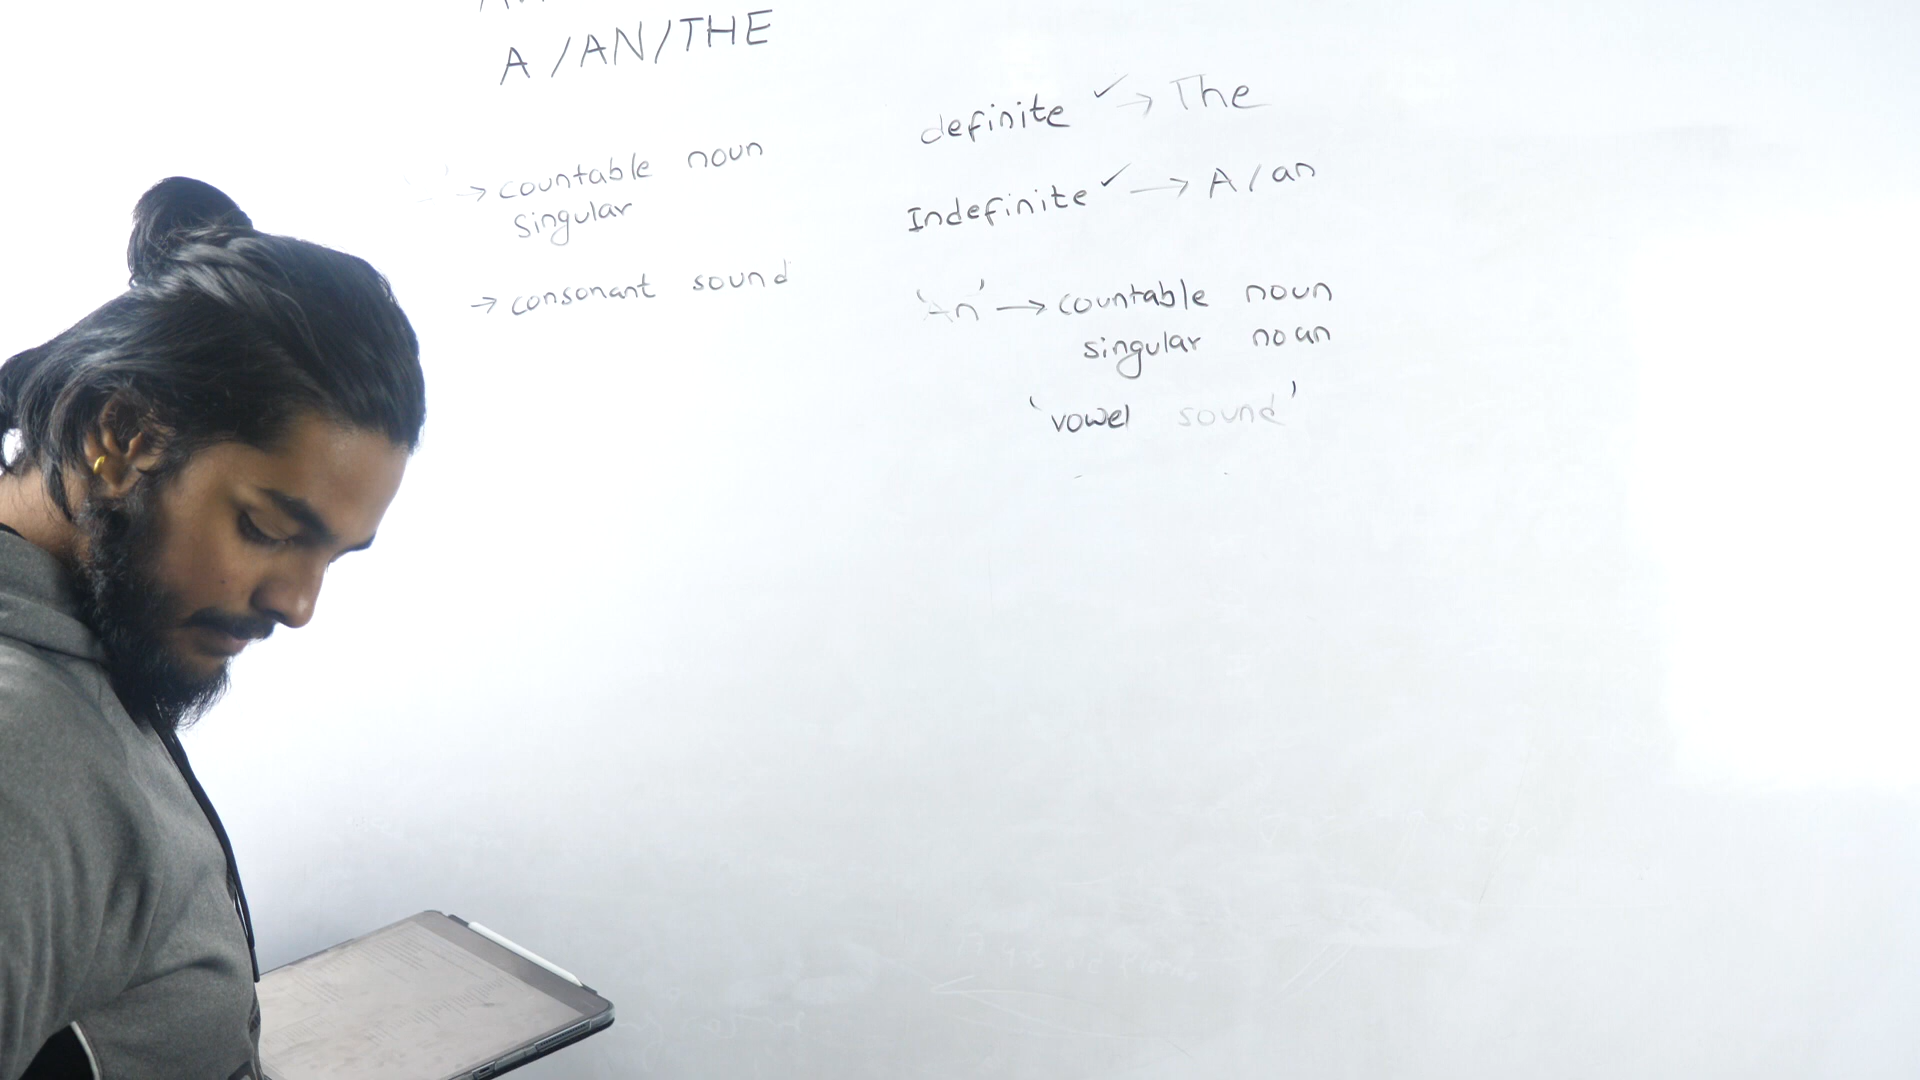 A/AN/THE
→ countable noun
singular
→ consonant sound
definite ✓→ The
Indefinite ✓→ A/an
'An' → countable noun
singular noun
'vowel sound'